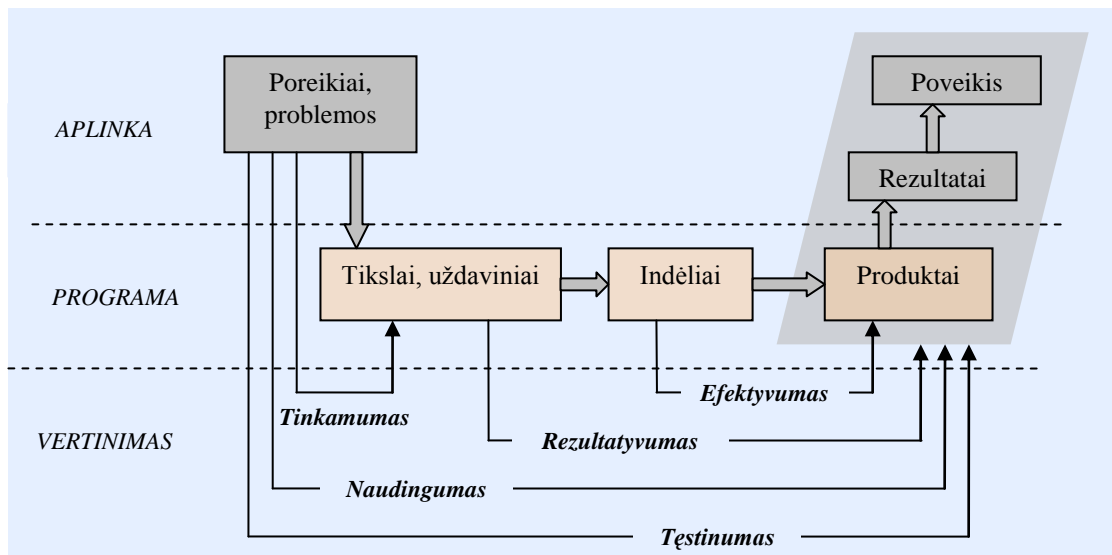 Poreikiai,
problemos
Poveikis
APLINKA
Rezultatai
Tikslai, uždaviniai
Indėliai
Produktai
PROGRAMA
Efektyvumas
Tinkamumas
VERTINIMAS
Rezultatyvumas
Naudingumas
Tęstinumas